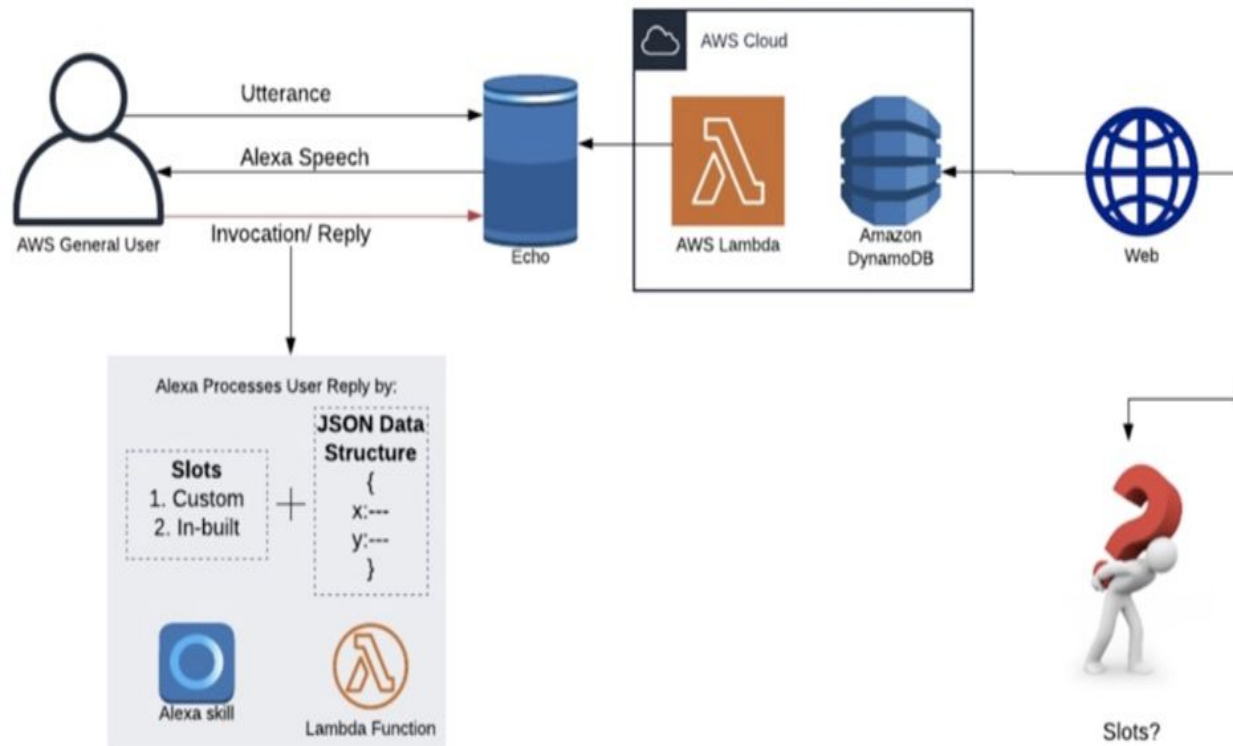 AWS Cloud
Utterance
Alexa Speech
Invocation/ Reply
AWS General User
Echo
AWS Lambda
Amazon
DynamoDB
Web
Alexa Processes User Reply by:
Slots
1. Custom
2. In-built
JSON Data
Structure
{
x:---
y:---
}
Alexa skill
Lambda Function
Slots?